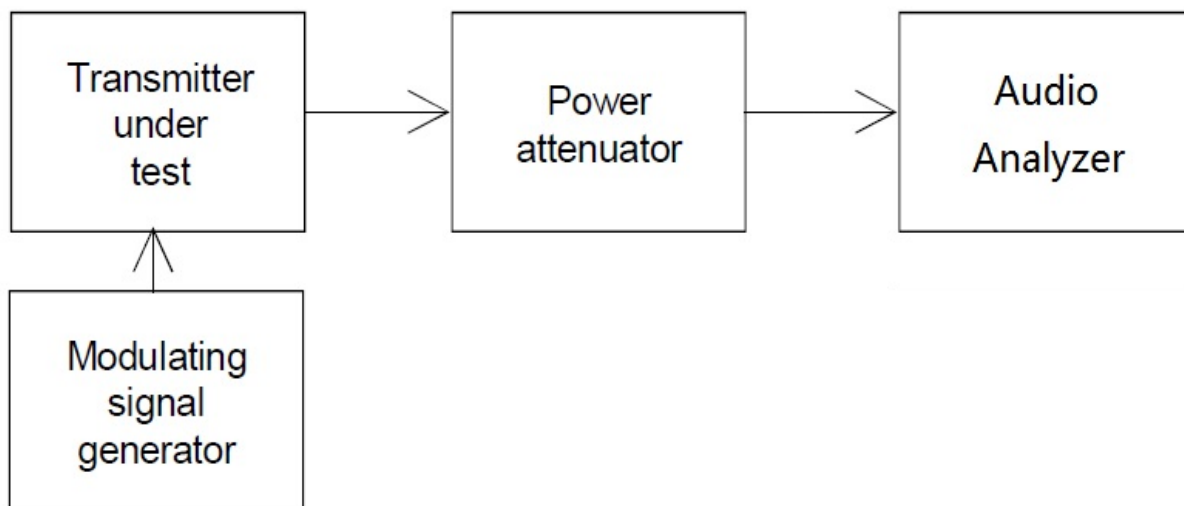 Transmitter
under
test
Power
attenuator
Audio
Analyzer
Modulating
signal
generator